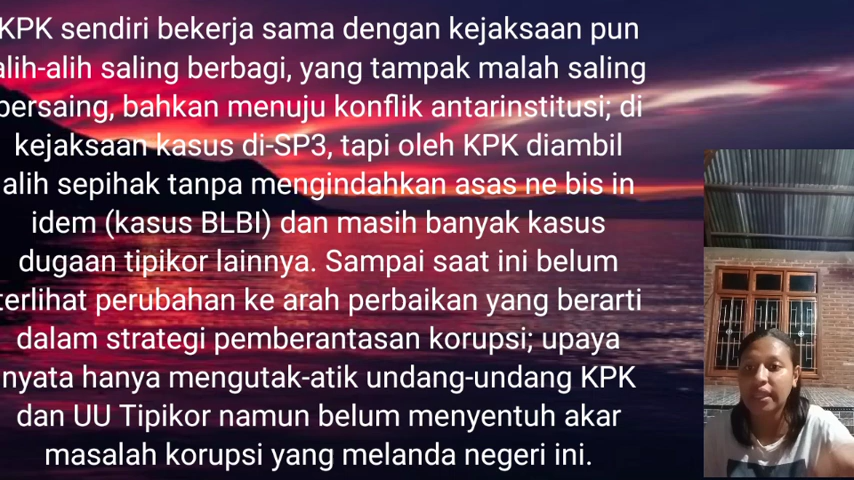 KPK sendiri bekerja sama dengan kejaksaan pun
alih-alih saling berbagi, yang tampak malah saling
bersaing, bahkan menuju konflik antarinstitusi; di
kejaksaan kasus di-SP3, tapi oleh KPK diambil
alih sepihak tanpa mengindahkan asas ne bis in
idem (kasus BLBI) dan masih banyak kasus
dugaan tipikor lainnya. Sampai saat ini belum
terlihat perubahan ke arah perbaikan yang berarti
dalam strategi pemberantasan korupsi; upaya
nyata hanya mengutak-atik undang-undang KPK
dan UU Tipikor namun belum menyentuh akar
masalah korupsi yang melanda negeri ini.